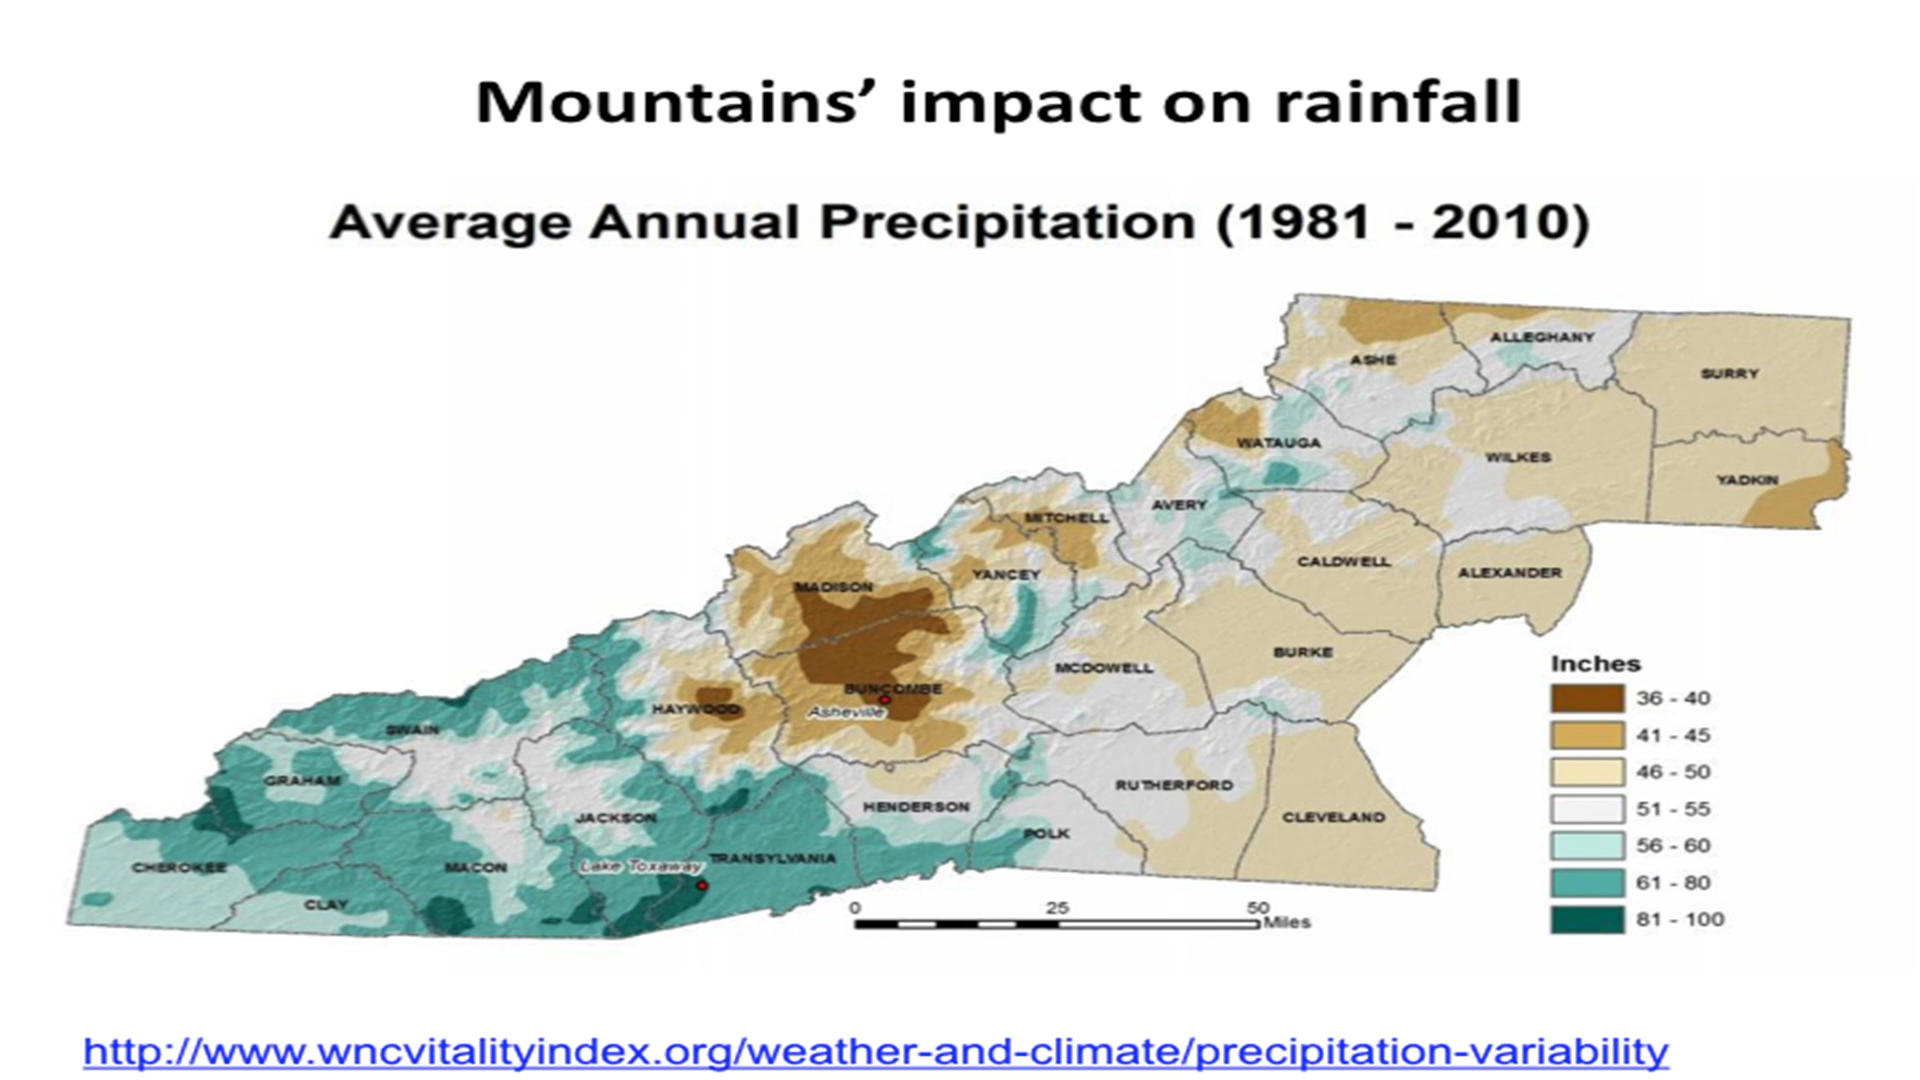 Mountains’ impact on rainfall
Average Annual Precipitation (1981 - 2010)
ALLEGHANY
ASHE
SURRY
WATAUGA
WILKES
YADKIN
AVERY
MITCHELL
CALDWELL
ALEXANDER
YANCEY
MADISON
BURKE
MCDOWELL
BUNCOMBE
HAYWOOD
Asheville
SWAIN
GRAHAM
RUTHERFORD
HENDERSON
JACKSON
CLEVELAND
POLK
TRANSYLVANIA
Lake Toxaway
CHEROKEE
MACON
CLAY
Inches
36 - 40
41 - 45
46 - 50
51 - 55
56 - 60
61 - 80
81 - 100
0 25 50
Miles
http://www.wncvitalityindex.org/weather-and-climate/precipitation-variability